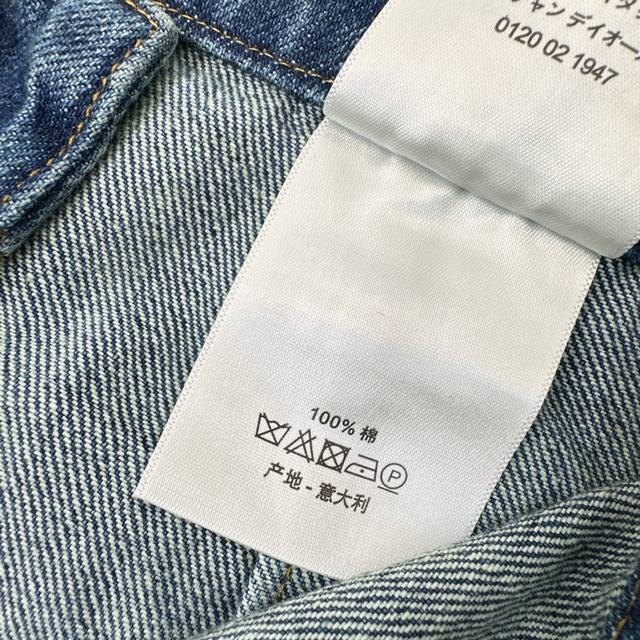 ャン ディオー
0120 02 1947
100% 棉
P
产地 - 意大利